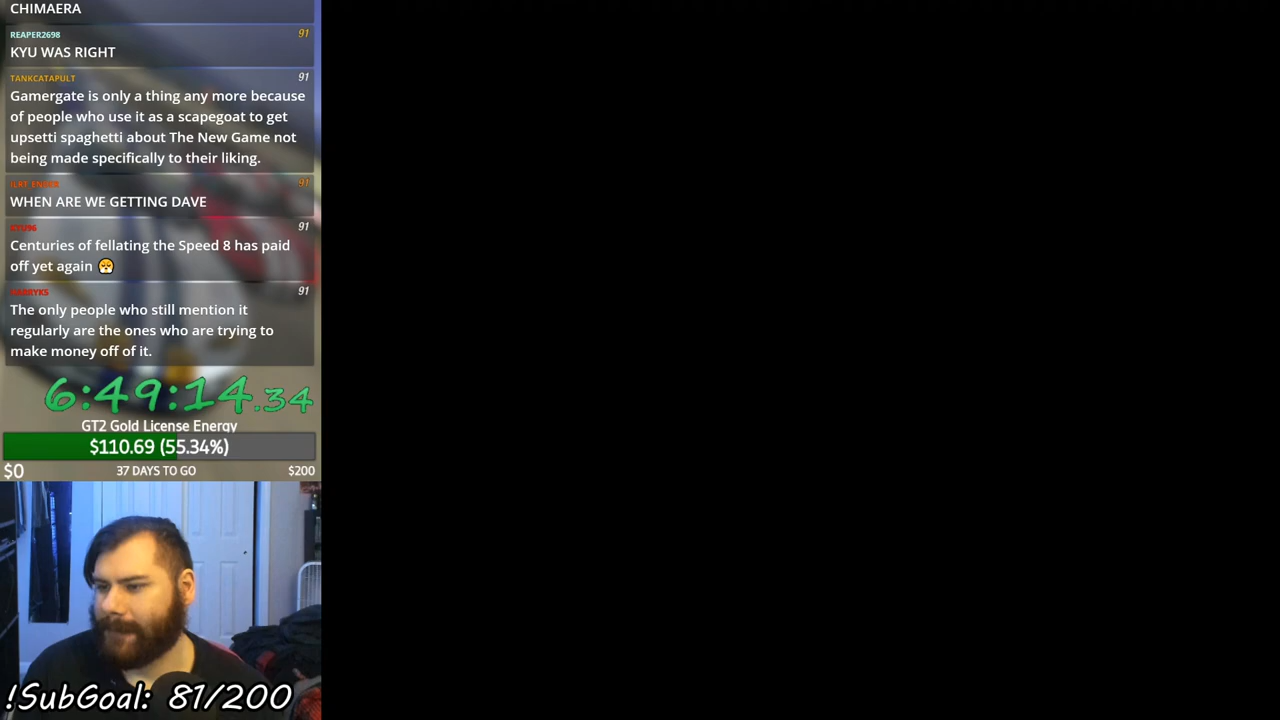 CHIMAERA
REAPER2698 91
KYU WAS RIGHT
TANKCATAPULT 91
Gamergate is only a thing any more because
of people who use it as a scapegoat to get
upsetti spaghetti about The New Game not
being made specifically to their liking.
91
WHEN ARE WE GETTING DAVE
KYU96 91
Centuries of fellating the Speed 8 has paid
off yet again
HARRYKS 91
The only people who still mention it
regularly are the ones who are trying to
make money off of it.
6:49:14.34
GT2 Gold License Energy
$110.69 (55.34%)
$0 37 DAYS TO GO $200
!SubGoal: 81/200